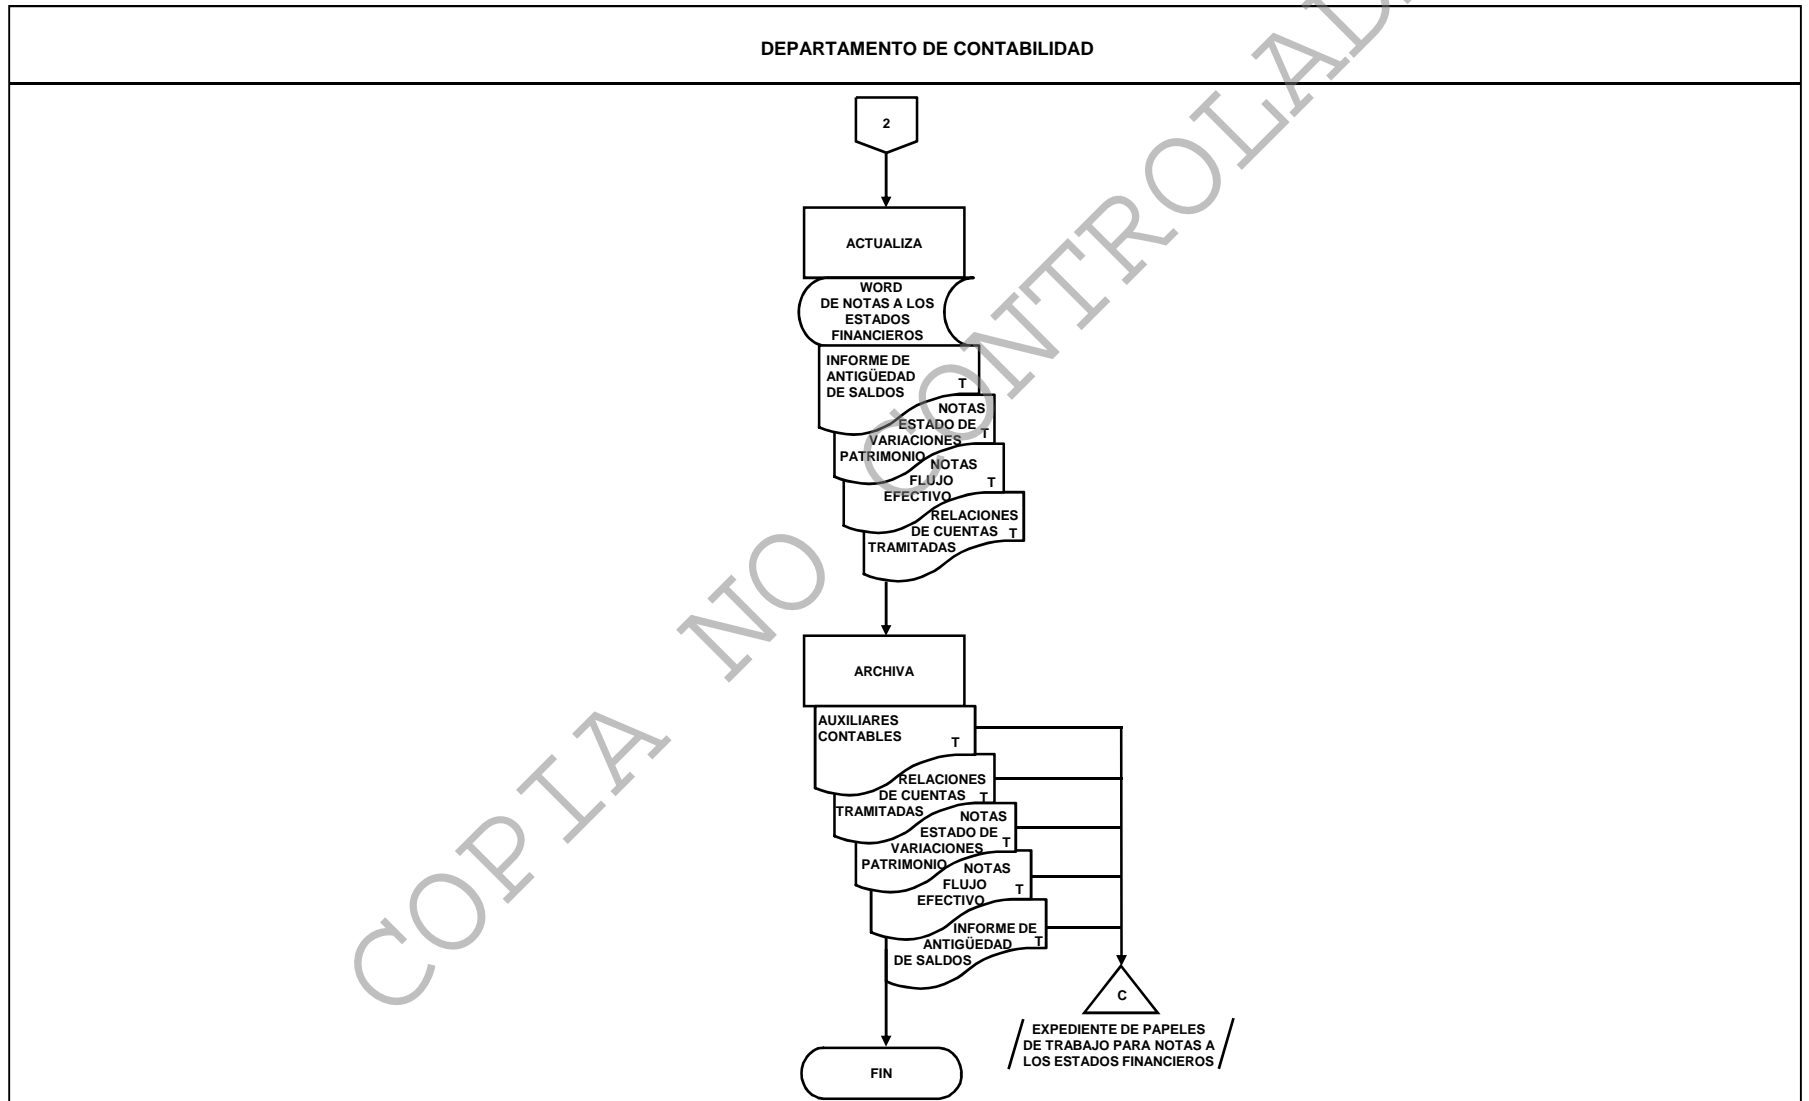 DEPARTAMENTO DE CONTABILIDAD
2
ACTUALIZA
WORD
DE NOTAS A LOS
ESTADOS
FINANCIEROS
INFORME DE
ANTIGÜEDAD
DE SALDOS
T
NOTAS
ESTADO DE
VARIACIONES
PATRIMONIO
T
NOTAS
FLUJO
EFECTIVO
T
RELACIONES
DE CUENTAS
TRAMITADAS
T
ARCHIVA
AUXILIARES
CONTABLES
T
RELACIONES
DE CUENTAS
TRAMITADAS
T
NOTAS
ESTADO DE
VARIACIONES
PATRIMONIO
T
NOTAS
FLUJO
EFECTIVO
T
INFORME DE
ANTIGÜEDAD
DE SALDOS
T
C
EXPEDIENTE DE PAPELES
DE TRABAJO PARA NOTAS A
LOS ESTADOS FINANCIEROS
FIN
COPIA NO CONTROLAD